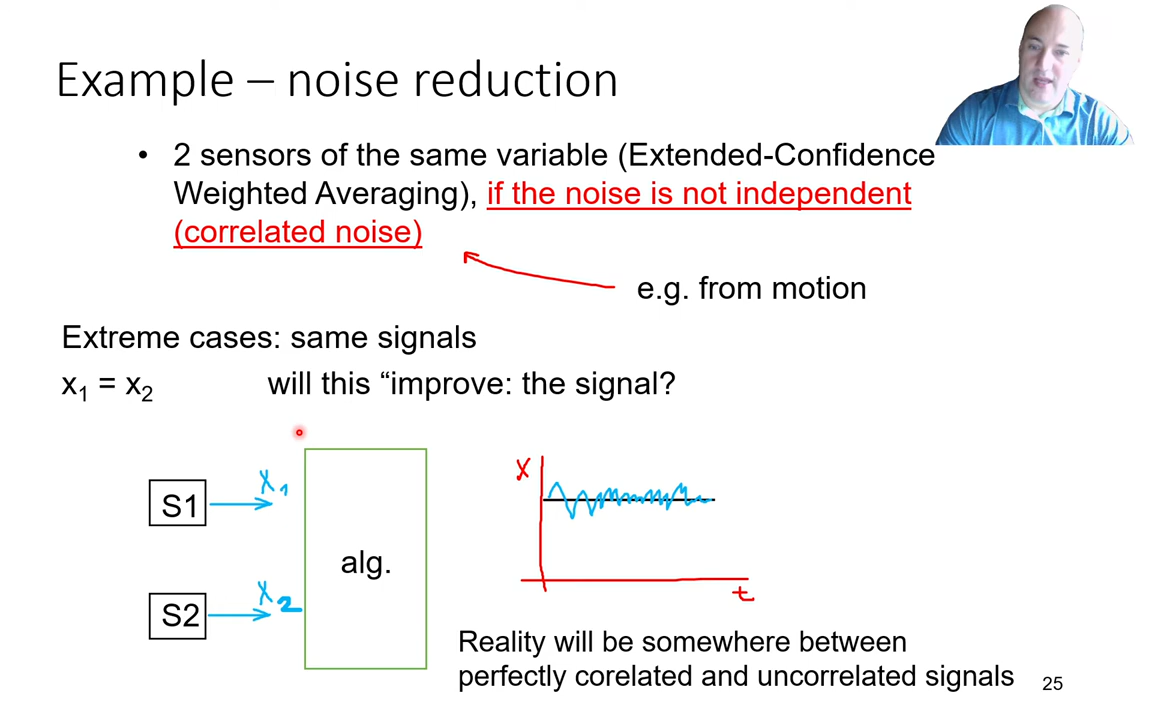 Example – noise reduction
• 2 sensors of the same variable (Extended-Confidence
Weighted Averaging), if the noise is not independent
(correlated noise)
e.g. from motion
Extreme cases: same signals
x₁ = x₂ will this “improve: the signal?
X₁
S1
X
alg.
X₂
S2
t
Reality will be somewhere between
perfectly corelated and uncorrelated signals
25